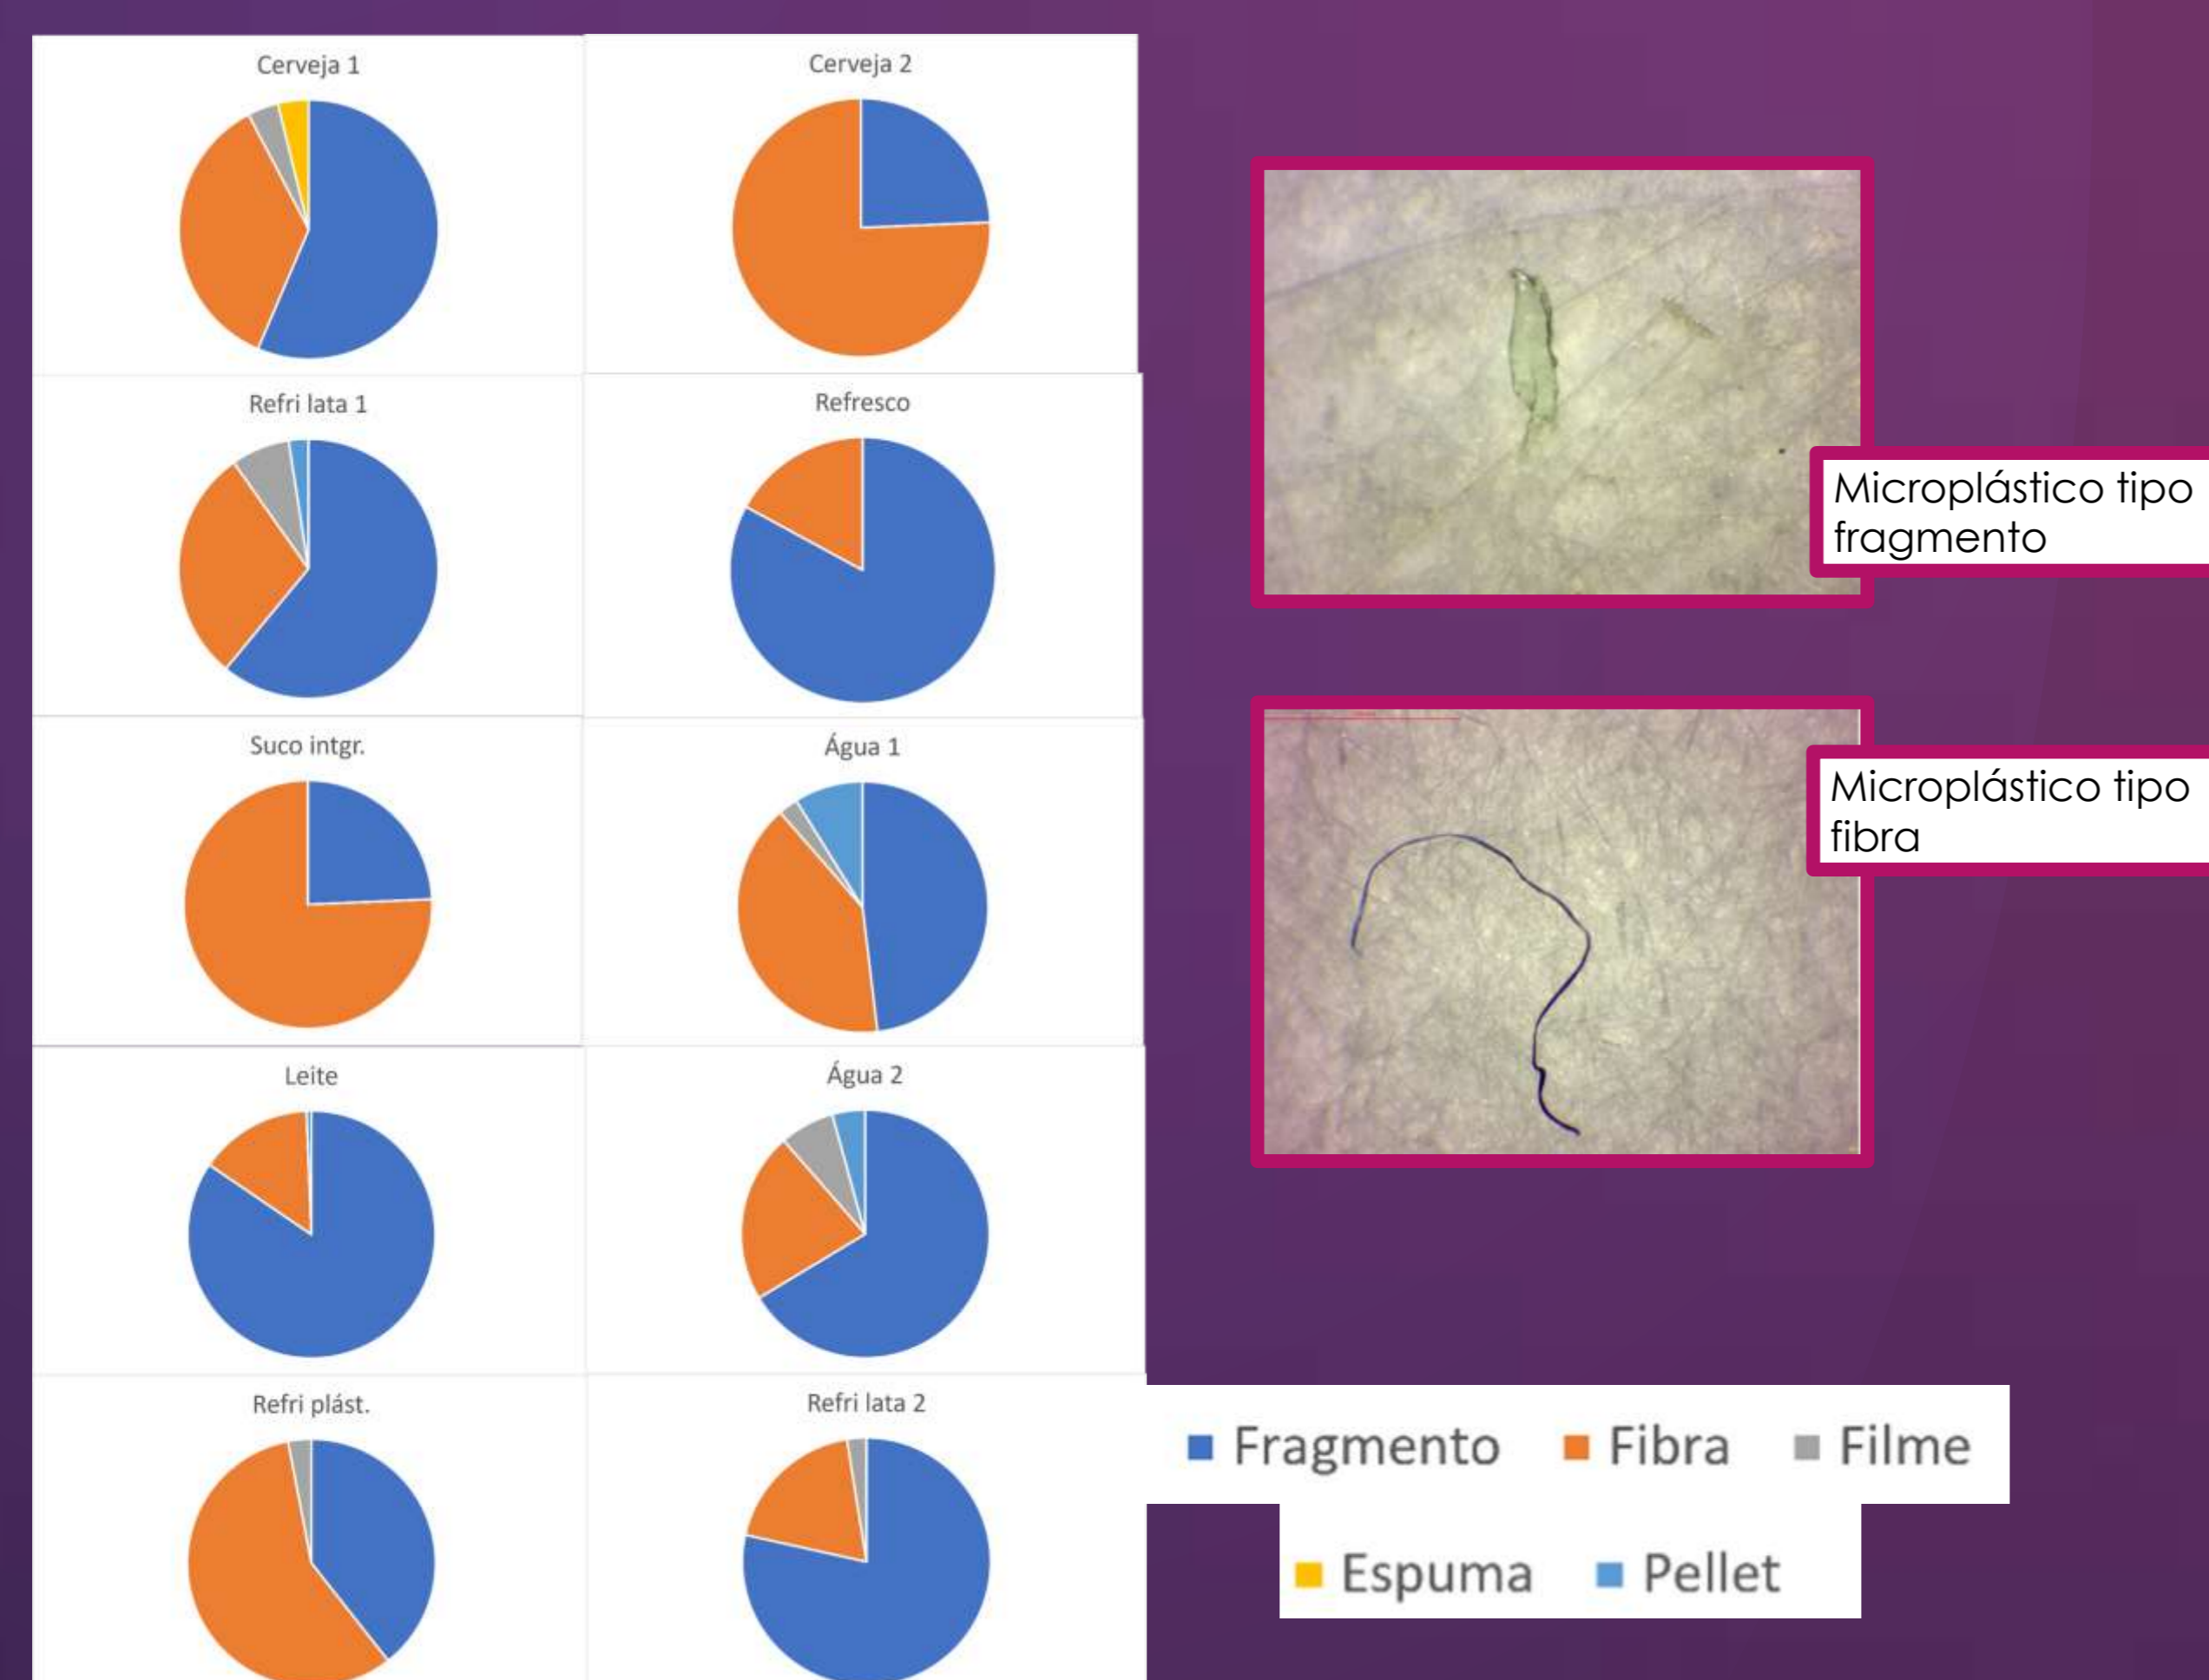 Cerveja 1
Cerveja 2
Refri lata 1
Refresco
Suco intgr.
Água 1
Leite
Água 2
Refri plást.
Refri lata 2
Microplástico tipo
fragmento
Microplástico tipo
fibra
Fragmento Fibra Filme
Espuma Pellet